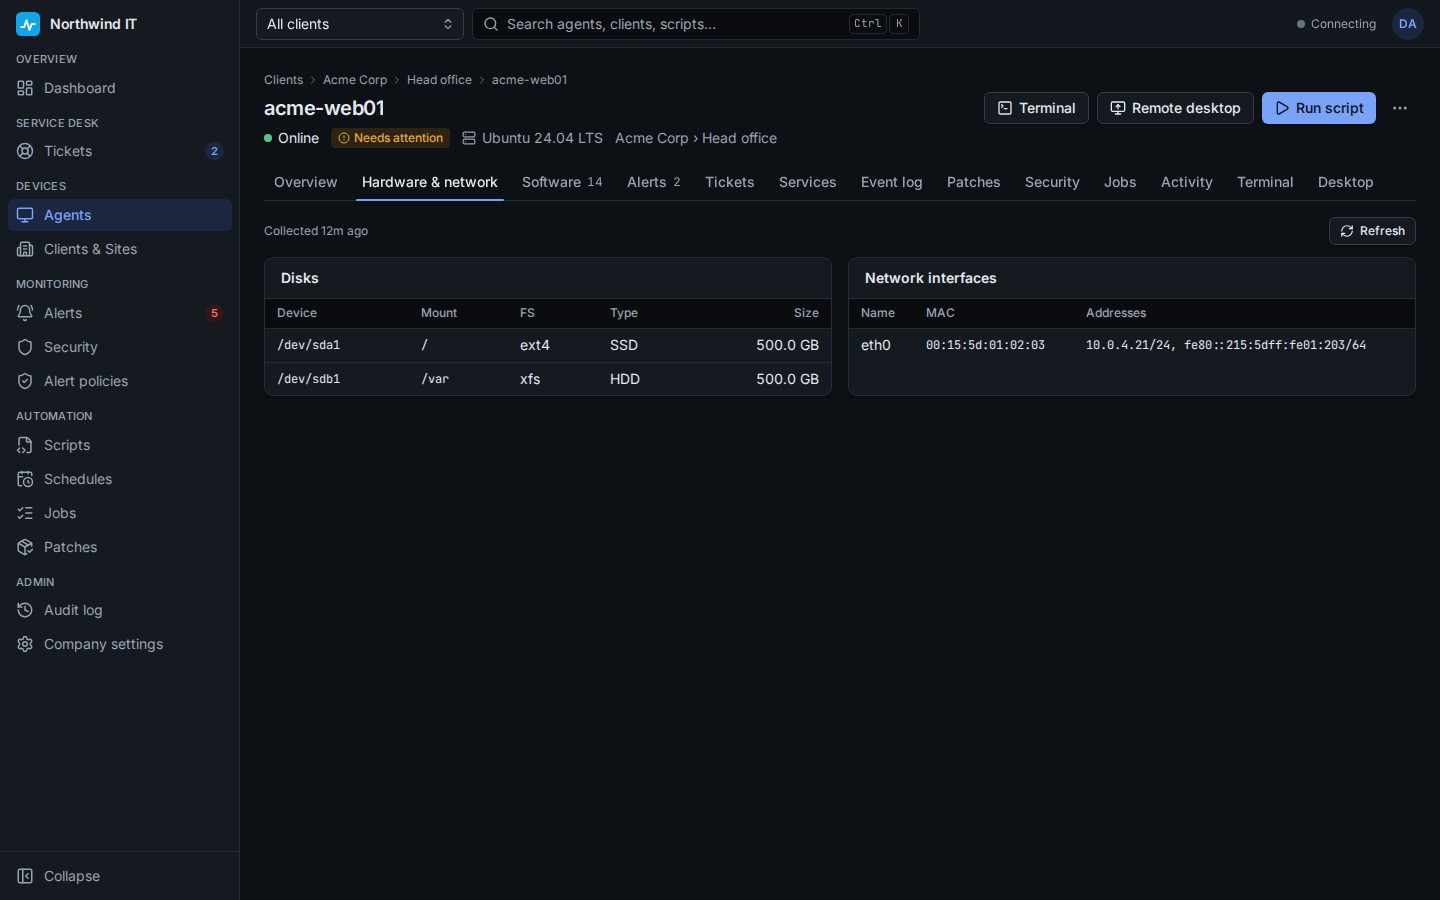 Northwind IT
All clients
Search agents, clients, scripts...
Ctrl K
Connecting
DA
OVERVIEW
Dashboard
SERVICE DESK
Tickets 2
DEVICES
Agents
Clients & Sites
MONITORING
Alerts 5
Security
Alert policies
AUTOMATION
Scripts
Schedules
Jobs
Patches
ADMIN
Audit log
Company settings
Collapse
Clients › Acme Corp › Head office › acme-web01
acme-web01
Terminal
Remote desktop
Run script
Online Needs attention Ubuntu 24.04 LTS Acme Corp › Head office
Overview Hardware & network Software 14 Alerts 2 Tickets Services Event log Patches Security Jobs Activity Terminal Desktop
Collected 12m ago
Refresh
Disks
Device Mount FS Type Size
/dev/sda1 / ext4 SSD 500.0 GB
/dev/sdb1 /var xfs HDD 500.0 GB
Network interfaces
Name MAC Addresses
eth0 00:15:5d:01:02:03 10.0.4.21/24, fe80::215:5dff:fe01:203/64